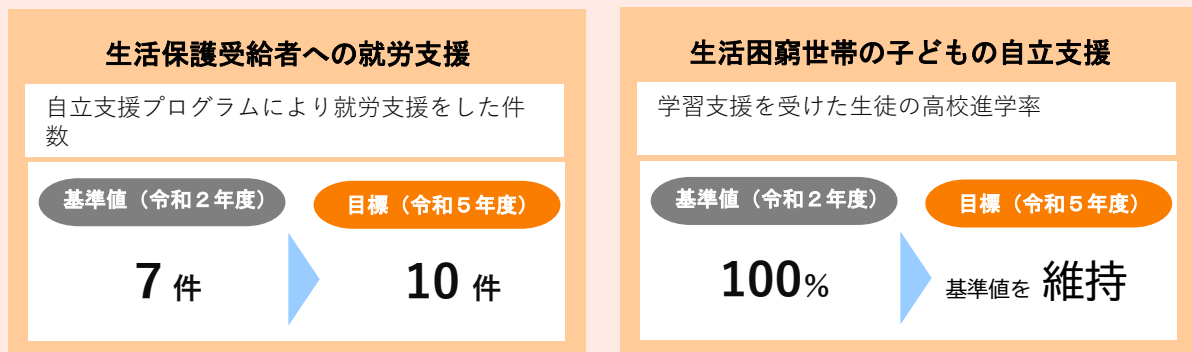 生活保護受給者への就労支援
自立支援プログラムにより就労支援をした件
数
基準値（令和２年度）
目標（令和５年度）
7 件
10 件
生活困窮世帯の子どもの自立支援
学習支援を受けた生徒の高校進学率
基準値（令和２年度）
目標（令和５年度）
100%
基準値を 維持